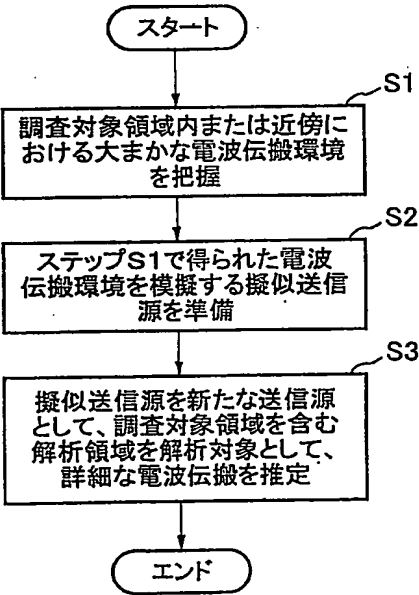 スタート
S1
調査対象領域内または近傍に
おける大まかな電波伝搬環境
を把握
S2
ステップS1で得られた電波
伝搬環境を模擬する擬似送信
源を準備
S3
擬似送信源を新たな送信源
として、調査対象領域を含む
解析領域を解析対象として、
詳細な電波伝搬を推定
エンド